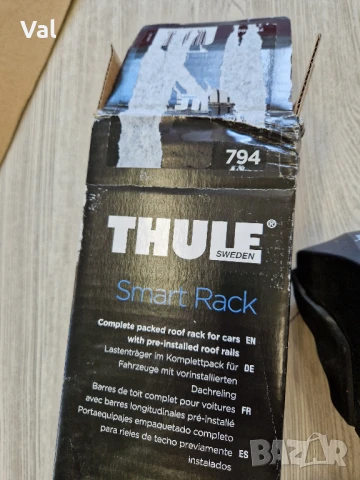 Val
794
THULE®
SWEDEN
Smart Rack
Complete packed roof rack for cars EN
with pre-installed roof rails
Lastenträger im Komplettpack für DE
Fahrzeuge mit vorinstallierten
Dachreling
Barres de toit complet pour voitures FR
avec barres longitudinales pré-installé
Portaequipajes empaquetado completo ES
para rieles de techo previamente
instalados
BAZAR